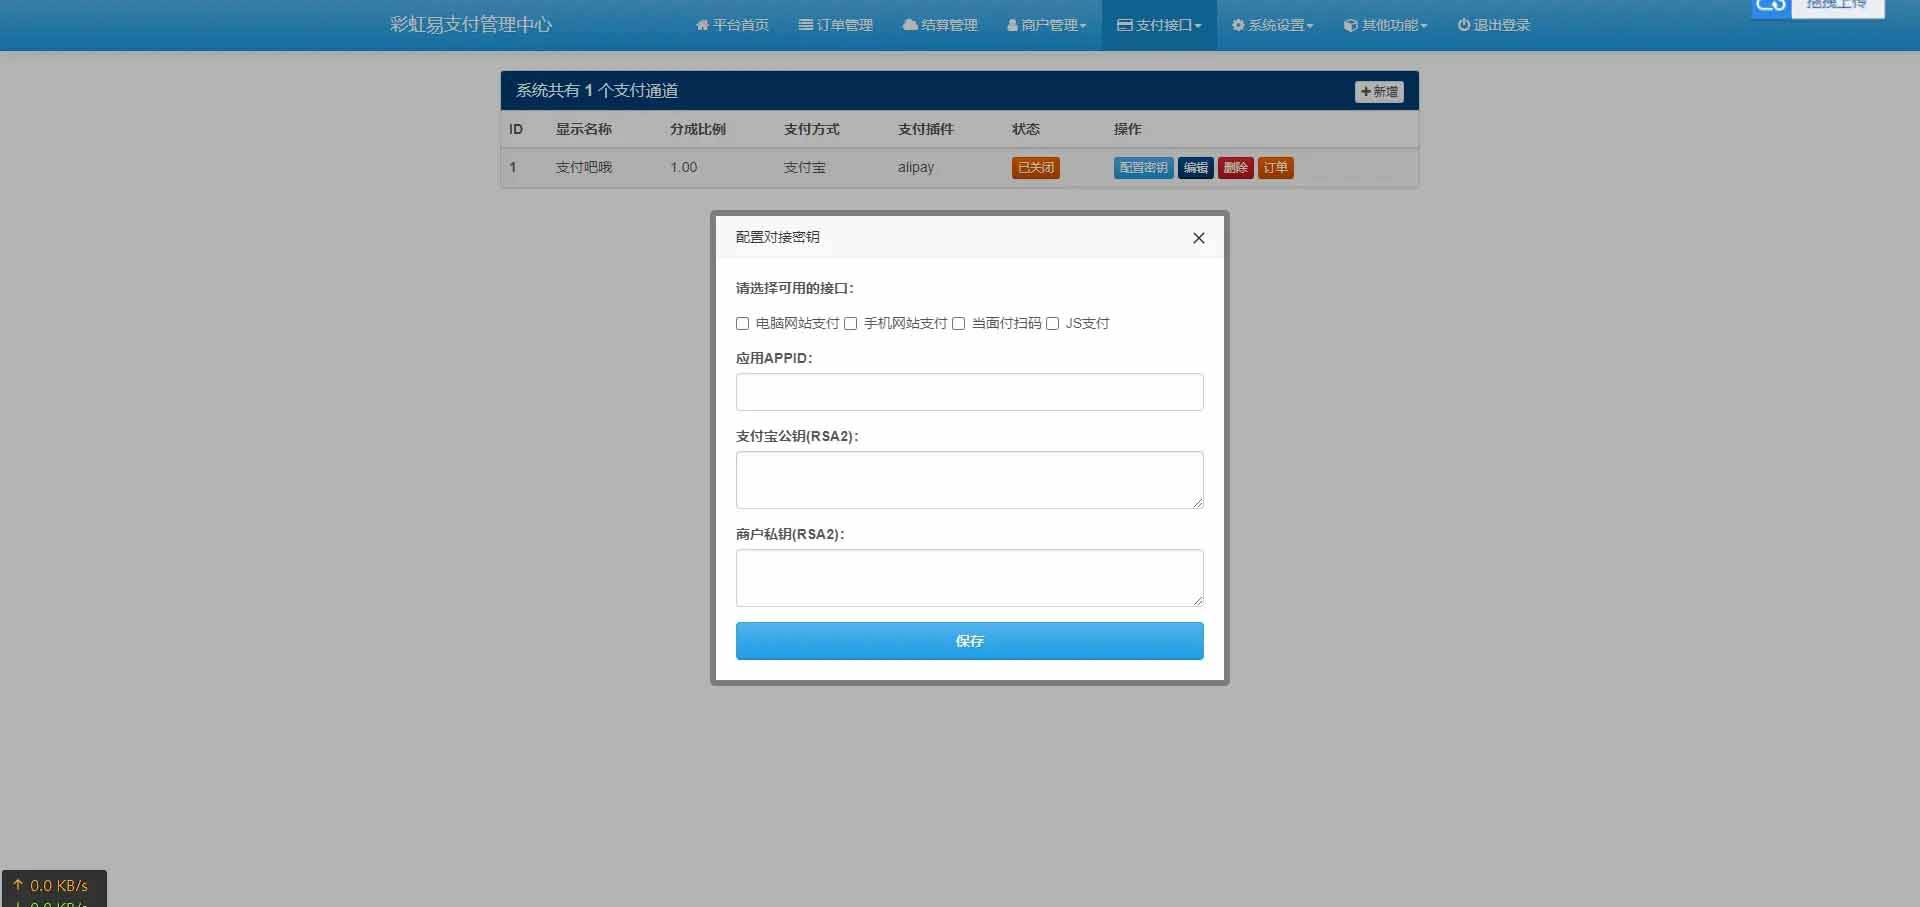 彩虹易支付管理中心 平台首页 订单管理 结算管理 商户管理 支付接口 系统设置 其他功能 退出登录
拖拽上传
系统共有 1 个支付通道 新增
ID 显示名称 分成比例 支付方式 支付插件 状态 操作
1 支付吧哦 1.00 支付宝 alipay 已关闭 配置密钥 编辑 删除 订单
配置对接密钥
请选择可用的接口：
电脑网站支付 手机网站支付 当面付扫码 JS支付
应用APPID：
支付宝公钥(RSA2)：
商户私钥(RSA2)：
保存
↑ 0.0 KB/s